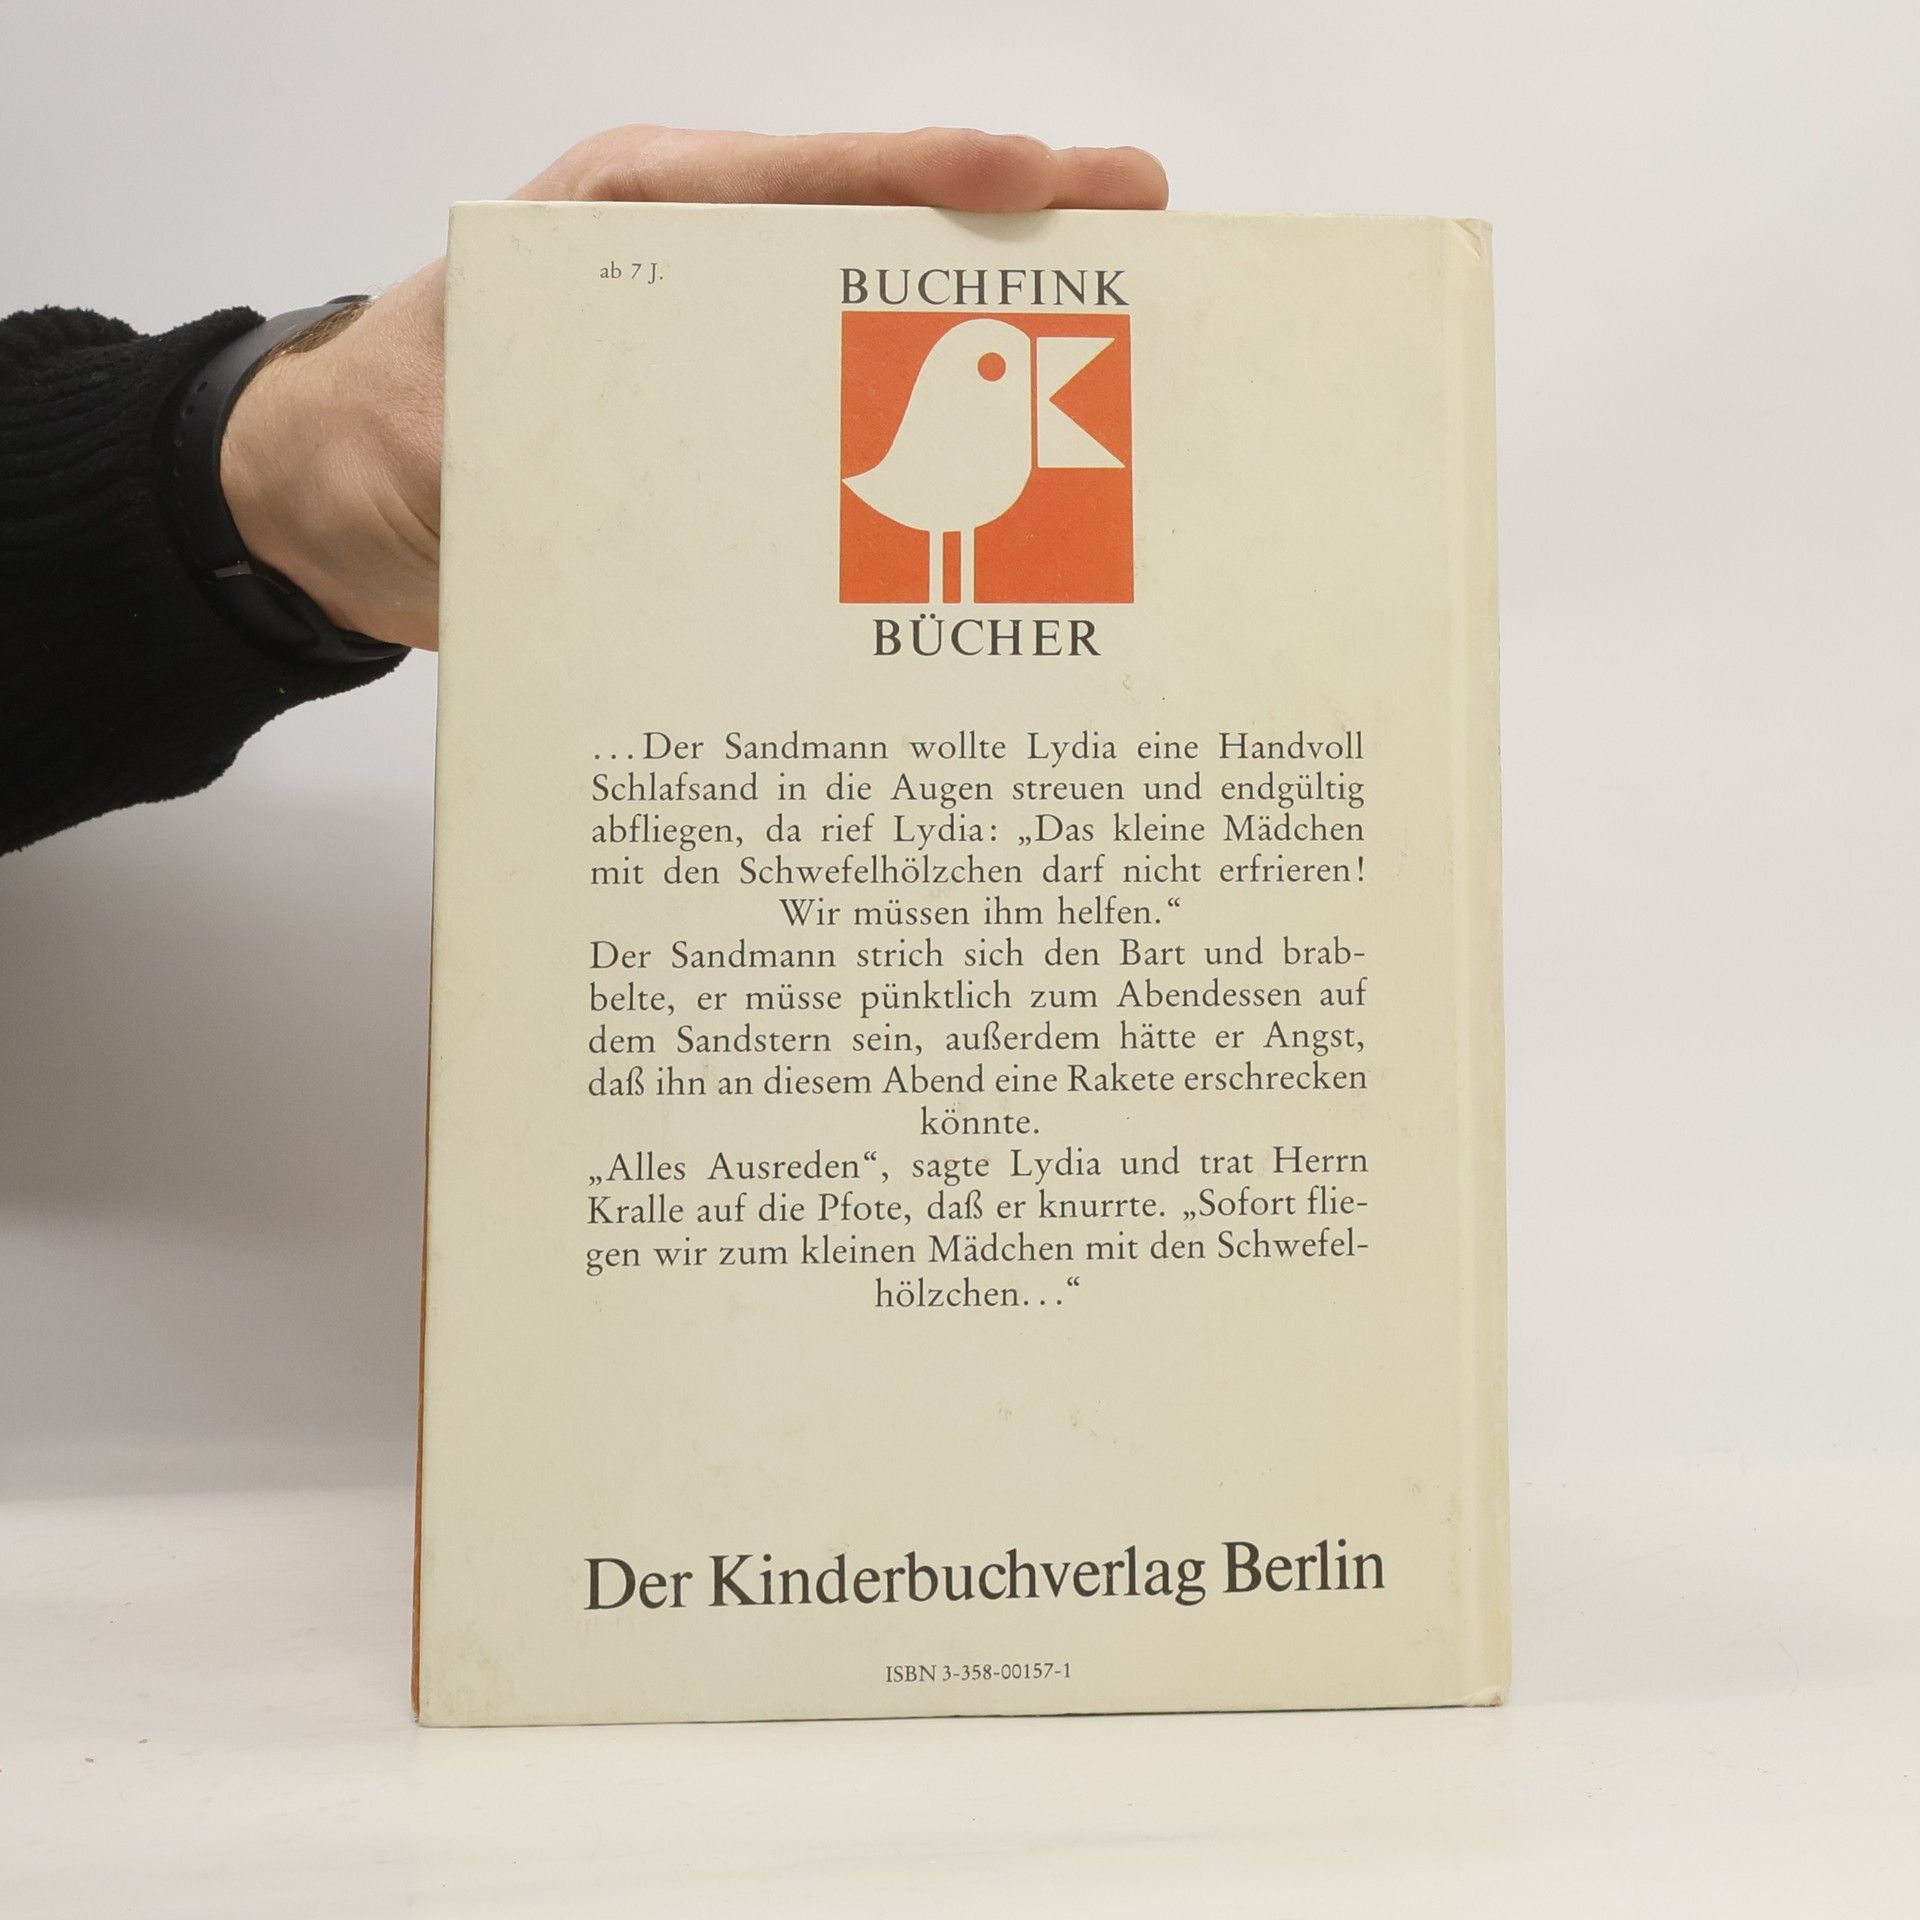 ab 7 J.
BUCHFINK
BÜCHER
...Der Sandmann wollte Lydia eine Handvoll
Schlafsand in die Augen streuen und endgültig
abfliegen, da rief Lydia: „Das kleine Mädchen
mit den Schwefelhölzchen darf nicht erfrieren!
Wir müssen ihm helfen.“
Der Sandmann strich sich den Bart und brab-
belte, er müsse pünktlich zum Abendessen auf
dem Sandstern sein, außerdem hätte er Angst,
daß ihn an diesem Abend eine Rakete erschrecken
könnte.
„Alles Ausreden“, sagte Lydia und trat Herrn
Kralle auf die Pfote, daß er knurrte. „Sofort flie-
gen wir zum kleinen Mädchen mit den Schwefel-
hölzchen...“
Der Kinderbuchverlag Berlin
ISBN 3-358-00157-1